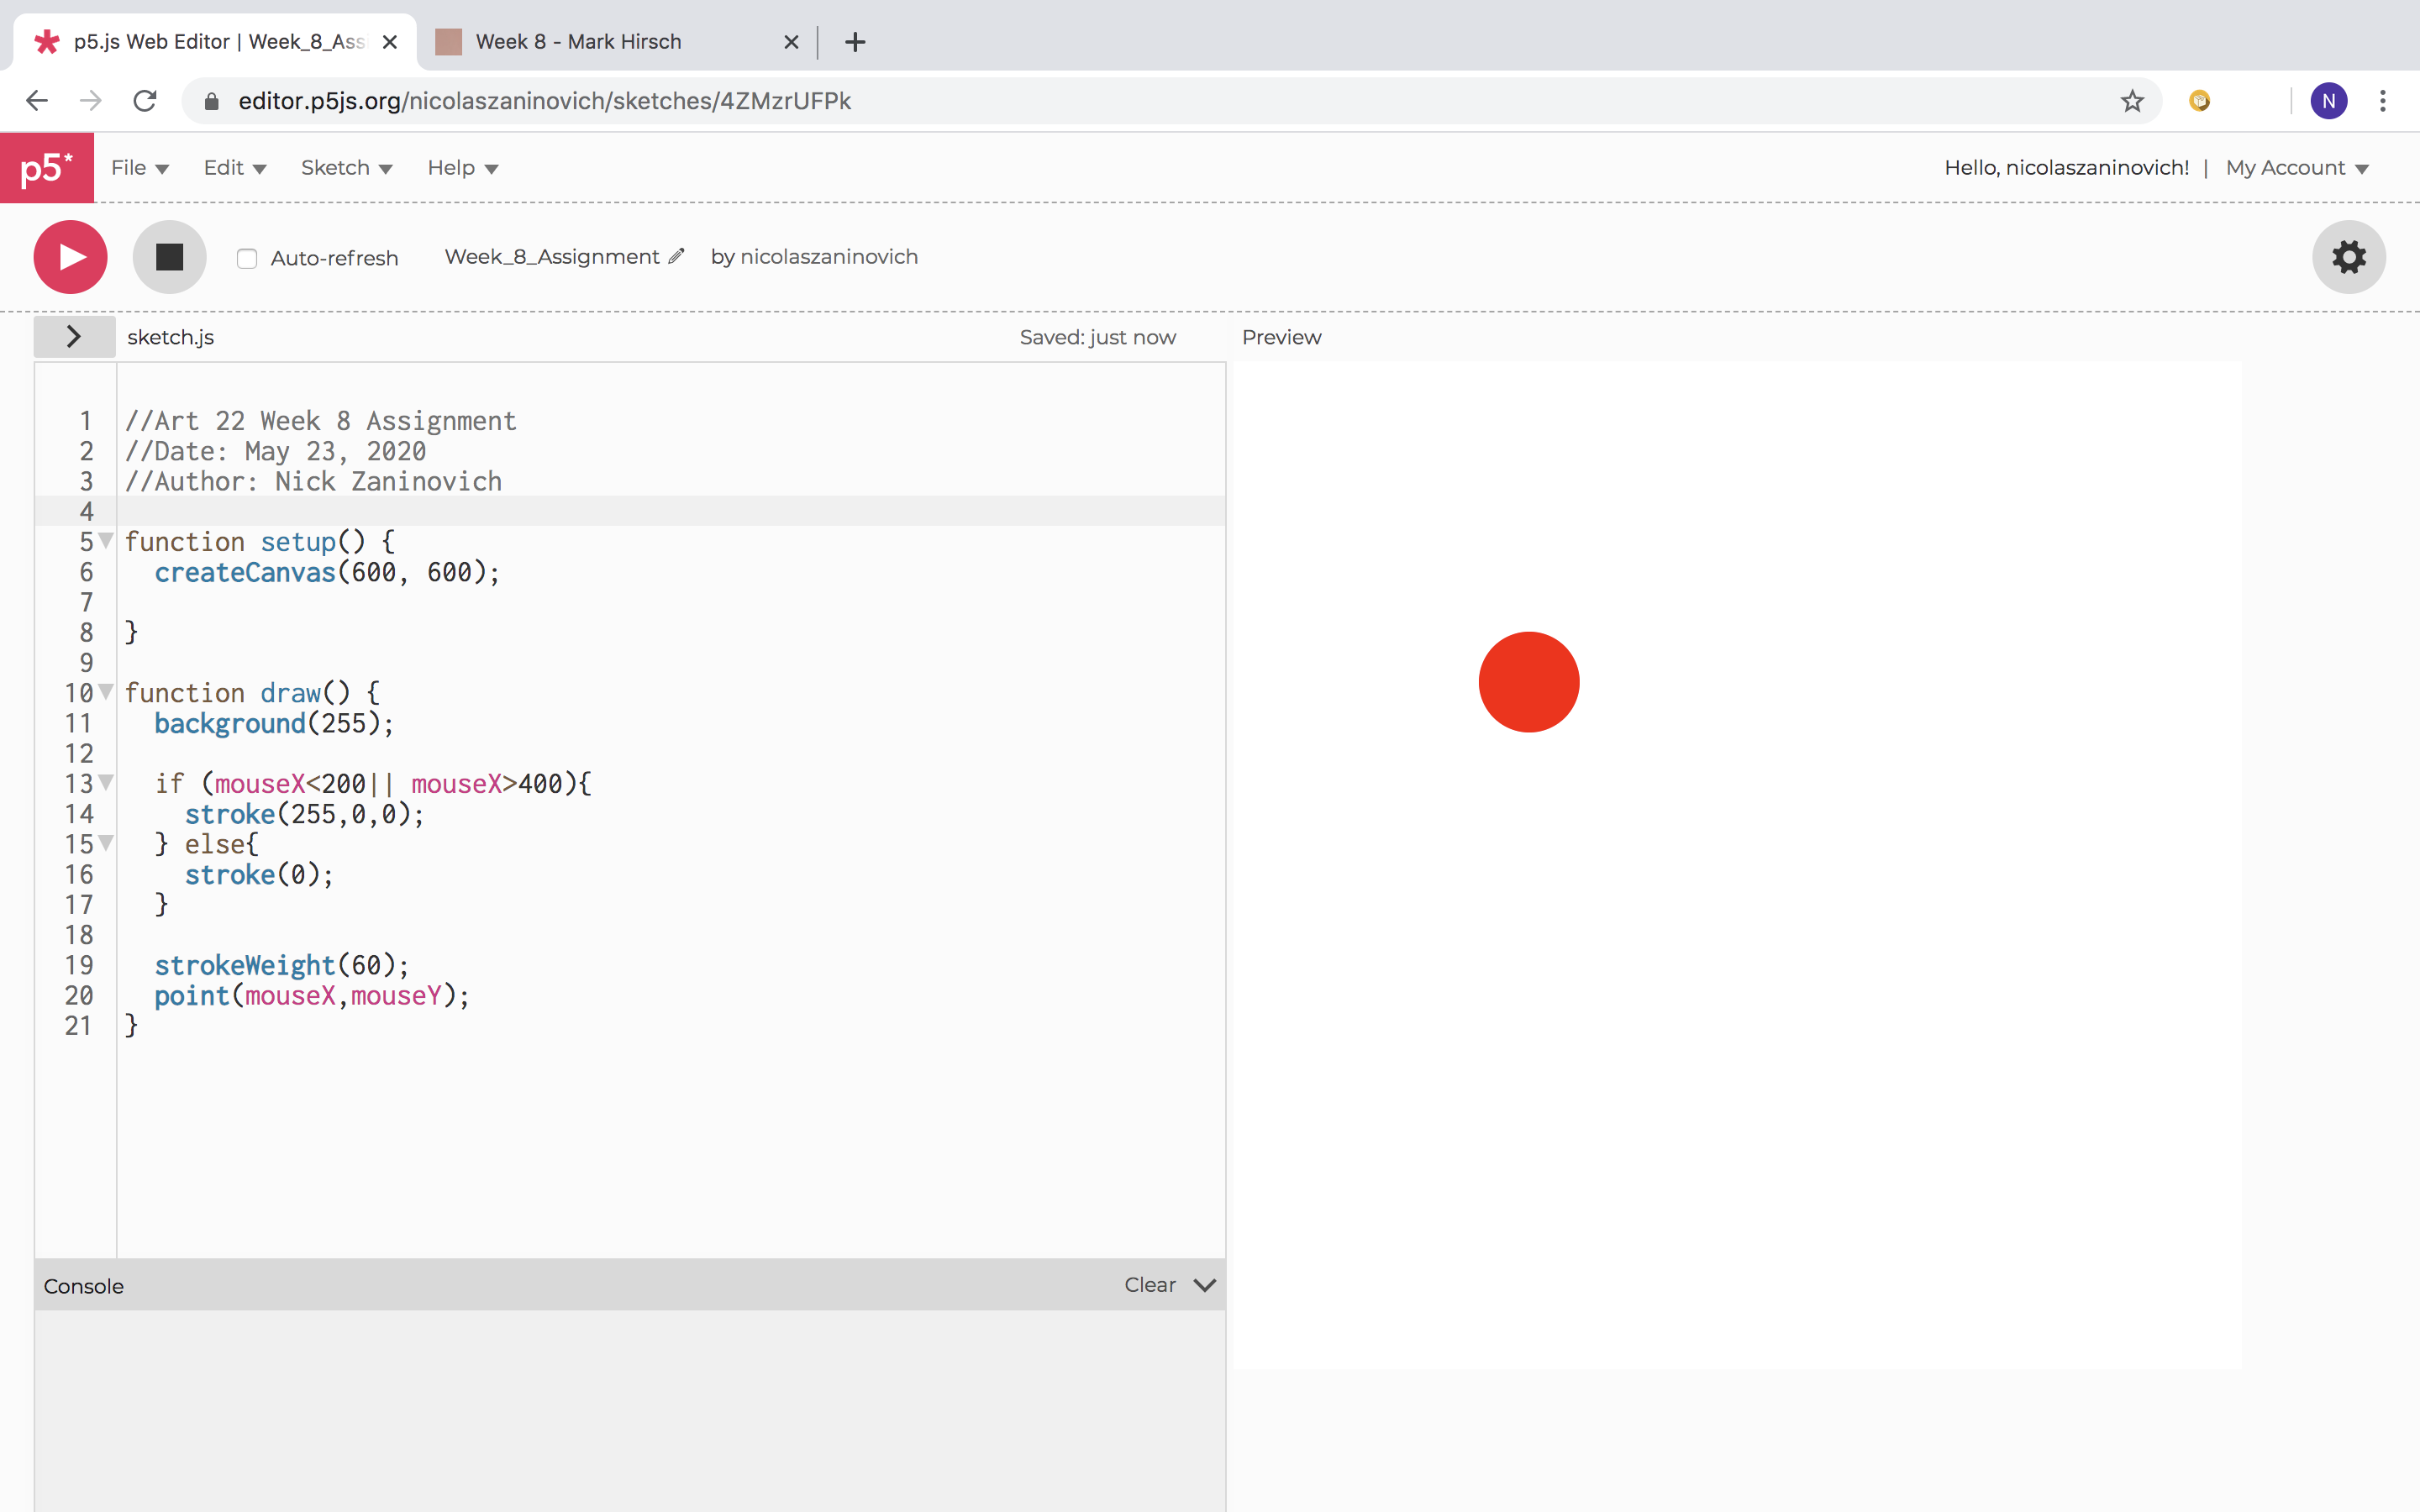 p5.js Web Editor | Week_8_Ass
Week 8 - Mark Hirsch
editor.p5js.org/nicolaszaninovich/sketches/4ZMzrUFPk
N
p5*
File Edit Sketch Help
Hello, nicolaszaninovich! | My Account
Auto-refresh Week_8_Assignment by nicolaszaninovich
sketch.js Saved: just now Preview
1 //Art 22 Week 8 Assignment
2 //Date: May 23, 2020
3 //Author: Nick Zaninovich
4
5 function setup() {
6 createCanvas(600, 600);
7
8 }
9
10 function draw() {
11 background(255);
12
13 if (mouseX<200|| mouseX>400){
14 stroke(255,0,0);
15 } else{
16 stroke(0);
17 }
18
19 strokeWeight(60);
20 point(mouseX,mouseY);
21 }
Console Clear